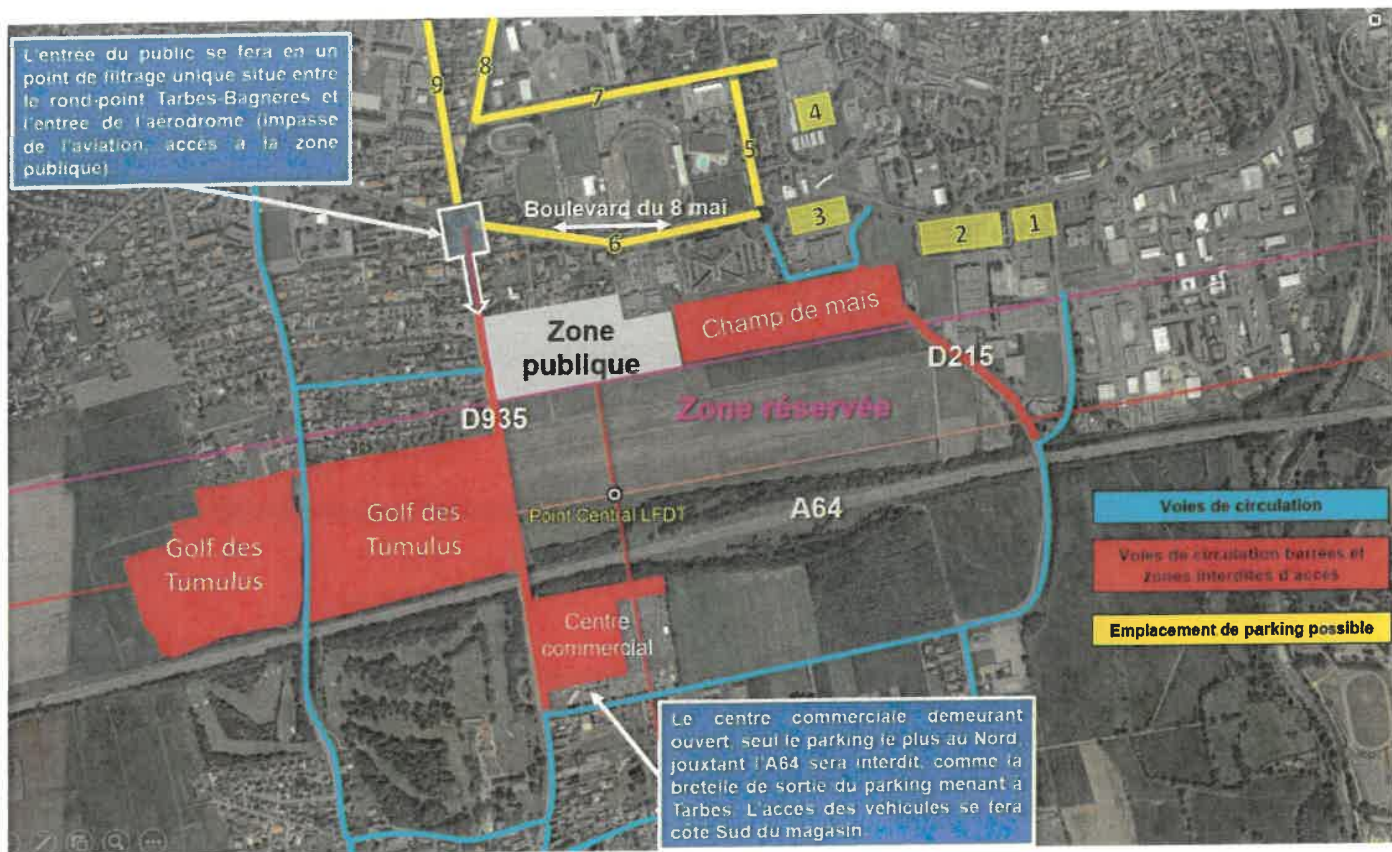 L'entrée du public se fera en un
point de filtrage unique situé entre
le rond-point Tarbes-Bagnères et
l'entrée de l'aérodrome (impasse
de l'aviation, accès à la zone
publique)
9
8
7
4
5
Boulevard du 8 mai
3
2
1
6
Champ de mais
Zone
publique
D215
Zone réservée
D935
Golf des
Tumulus
Golf des
Tumulus
Point Central LFDT
A64
Voies de circulation
Voies de circulation barrées et
zones interdites d'accès
Emplacement de parking possible
Centre
commercial
Le centre commerciale demeurant
ouvert, seul le parking le plus au Nord,
jouxtant l'A64 sera interdit, comme la
bretelle de sortie du parking menant à
Tarbes. L'accès des véhicules se fera
coté Sud du magasin.